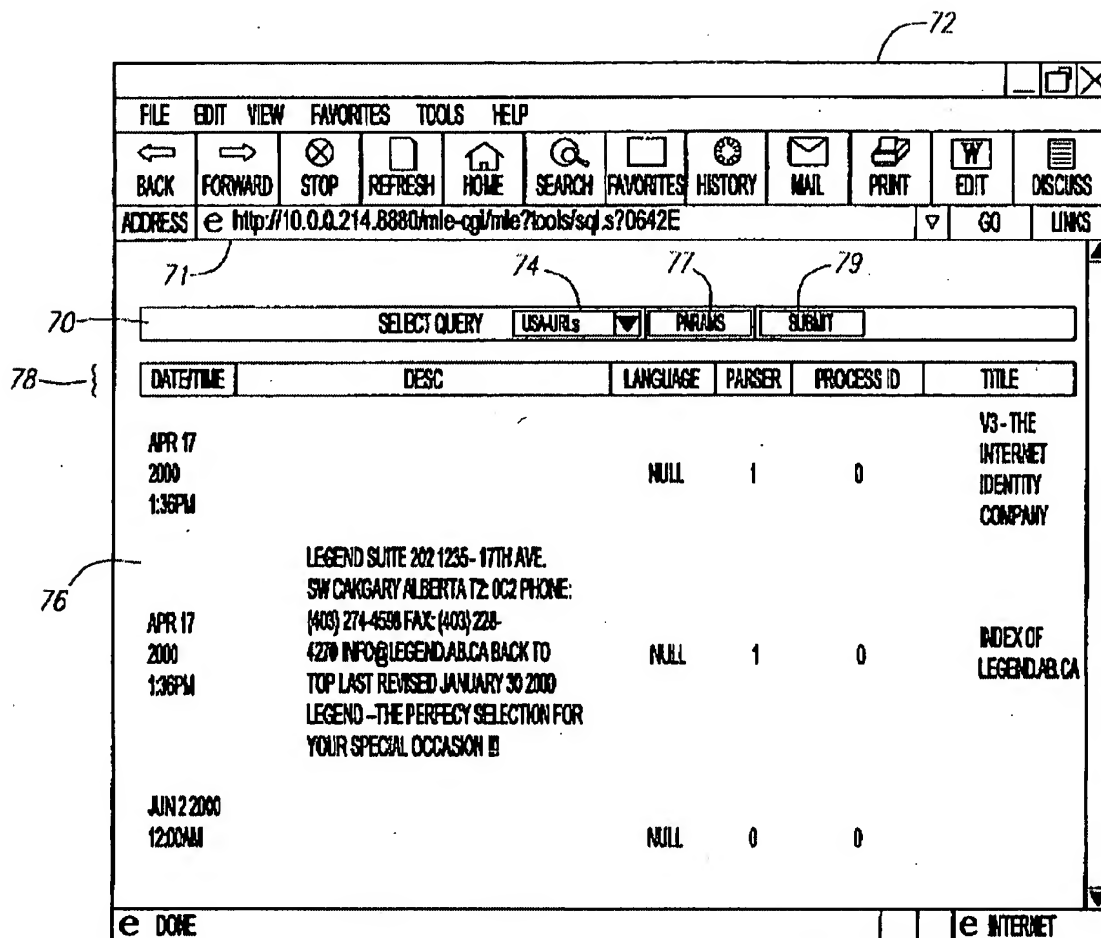 72
FILE EDIT VIEW FAVORITES TOOLS HELP
BACK FORWARD STOP REFRESH HOME SEARCH FAVORITES HISTORY MAIL PRINT EDIT DISCUSS
W
ADDRESS e http://10.0.0.214.8880/mle-cgi/mle?tools/sql.s?0642E GO LINKS
71 74 77 79
70 SELECT QUERY USA-URLs PARAMS SUBMIT
78 DATE/TIME DESC LANGUAGE PARSER PROCESS ID TITLE
APR 17
2000
1:36PM
NULL 1 0
V3 - THE
INTERNET
IDENTITY
COMPANY
76
APR 17
2000
1:36PM
LEGEND SUITE 202 1235 - 17TH AVE.
SW CAKGARY ALBERTA T2: 0C2 PHONE:
(403) 274-4598 FAX: (403) 228-
4270 INFO@LEGEND.AB.CA BACK TO
TOP LAST REVISED JANUARY 30 2000
LEGEND --THE PERFECY SELECTION FOR
YOUR SPECIAL OCCASION !!!
NULL 1 0
INDEX OF
LEGEND.AB.CA
JUN 2 2000
12:00AM
NULL 0 0
e DONE e INTERNET